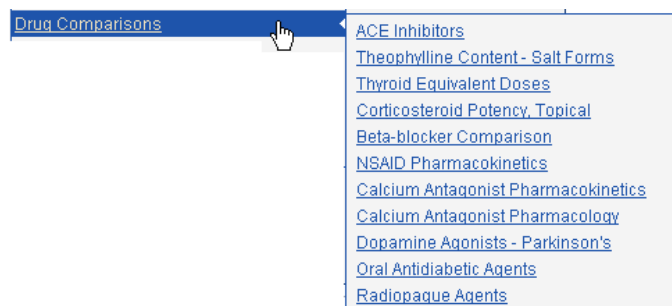 Drug Comparisons
ACE Inhibitors
Theophylline Content - Salt Forms
Thyroid Equivalent Doses
Corticosteroid Potency, Topical
Beta-blocker Comparison
NSAID Pharmacokinetics
Calcium Antagonist Pharmacokinetics
Calcium Antagonist Pharmacology
Dopamine Agonists - Parkinson's
Oral Antidiabetic Agents
Radiopaque Agents